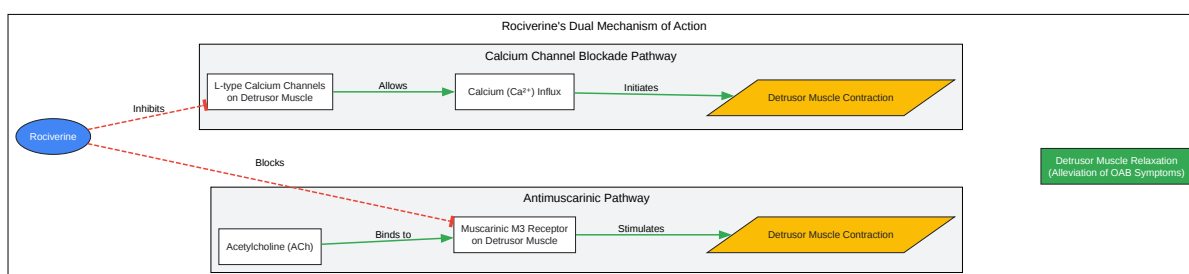 Rociverine's Dual Mechanism of Action
Calcium Channel Blockade Pathway
L-type Calcium Channels
on Detrusor Muscle
Allows
Calcium (Ca²⁺) Influx
Initiates
Detrusor Muscle Contraction
Inhibits
Rociverine
Blocks
Detrusor Muscle Relaxation
(Alleviation of OAB Symptoms)
Antimuscarinic Pathway
Acetylcholine (ACh)
Binds to
Muscarinic M3 Receptor
on Detrusor Muscle
Stimulates
Detrusor Muscle Contraction